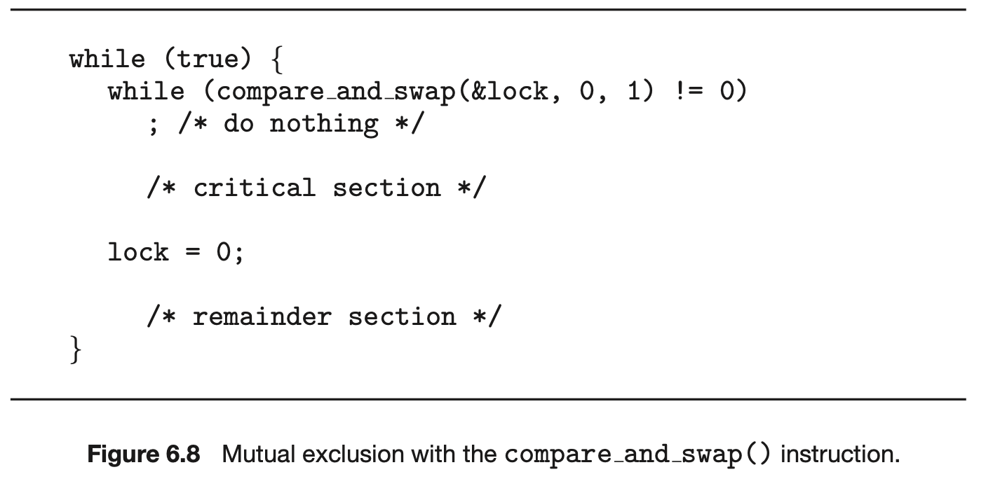 while (true) {
while (compare_and_swap(&lock, 0, 1) != 0)
; /* do nothing */
/* critical section */
lock = 0;
/* remainder section */
}
Figure 6.8 Mutual exclusion with the compare_and_swap() instruction.